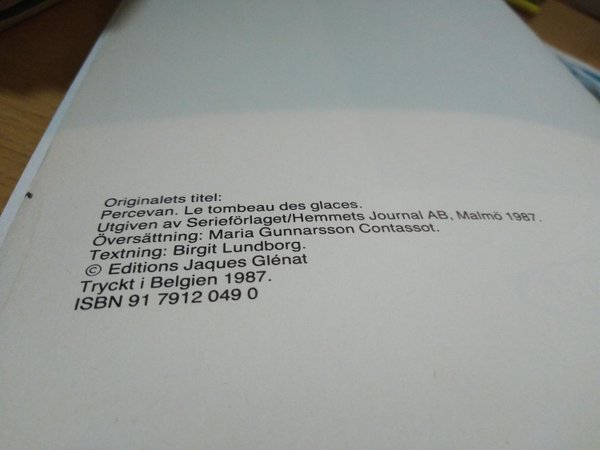 Originalets titel:
Percevan. Le tombeau des glaces.
Utgiven av Serieförlaget/Hemmets Journal AB, Malmö 1987.
Översättning: Maria Gunnarsson Contassot.
Textning: Birgit Lundborg.
© Editions Jaques Glénat
Tryckt i Belgien 1987.
ISBN 91 7912 049 0